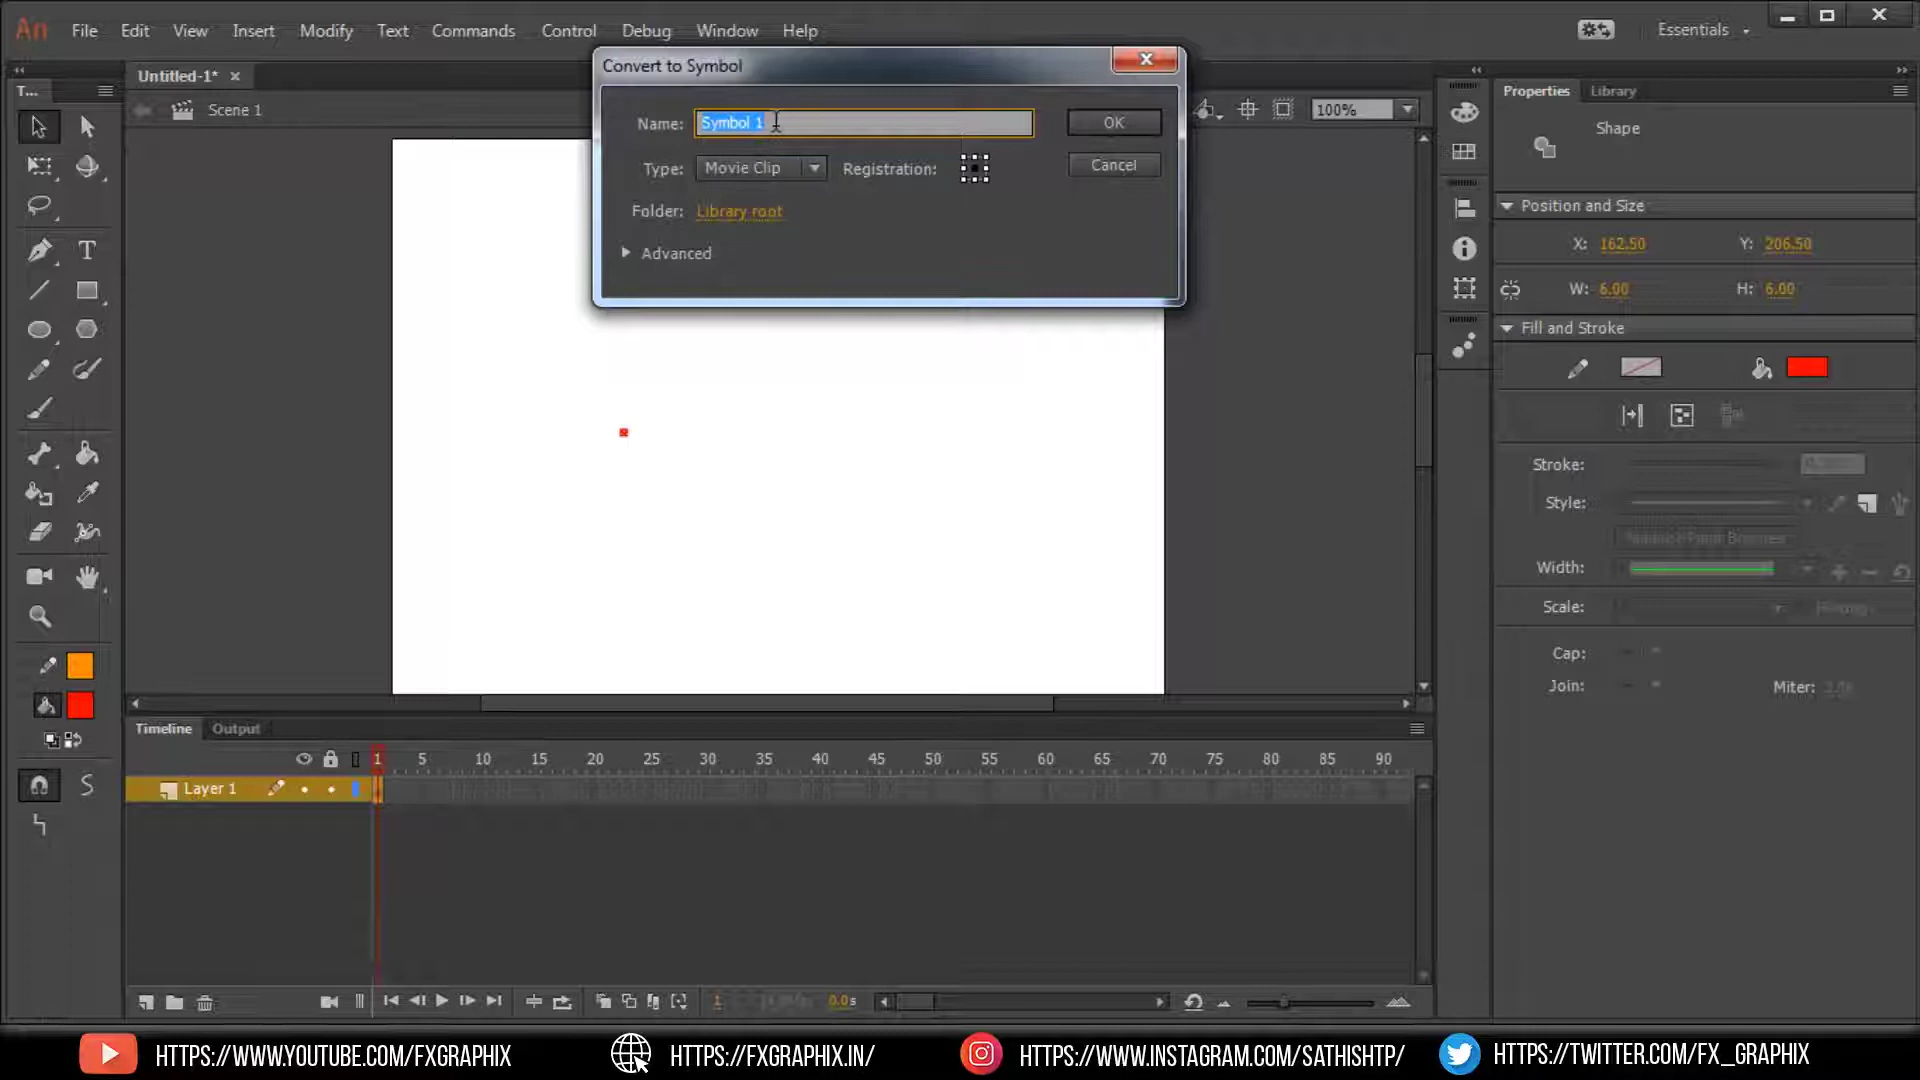 An File Edit View Insert Modify Text Commands Control Debug Window Help Essentials
Untitled-1*
Convert to Symbol
T...
Properties Library
Scene 1
100%
Name: Symbol 1 OK
Shape
Type: Movie Clip Registration: Cancel
Folder: Library root
Position and Size
Advanced
X: 162.50 Y: 206.50
W: 6.00 H: 6.00
Fill and Stroke
Stroke:
Style:
Width:
Scale:
Cap:
Join: Miter:
Timeline Output
1 5 10 15 20 25 30 35 40 45 50 55 60 65 70 75 80 85 90
Layer 1
1 0.0s
HTTPS://WWW.YOUTUBE.COM/FXGRAPHIX HTTPS://FXGRAPHIX.IN/ HTTPS://WWW.INSTAGRAM.COM/SATHISHTP/ HTTPS://TWITTER.COM/FX_GRAPHIX